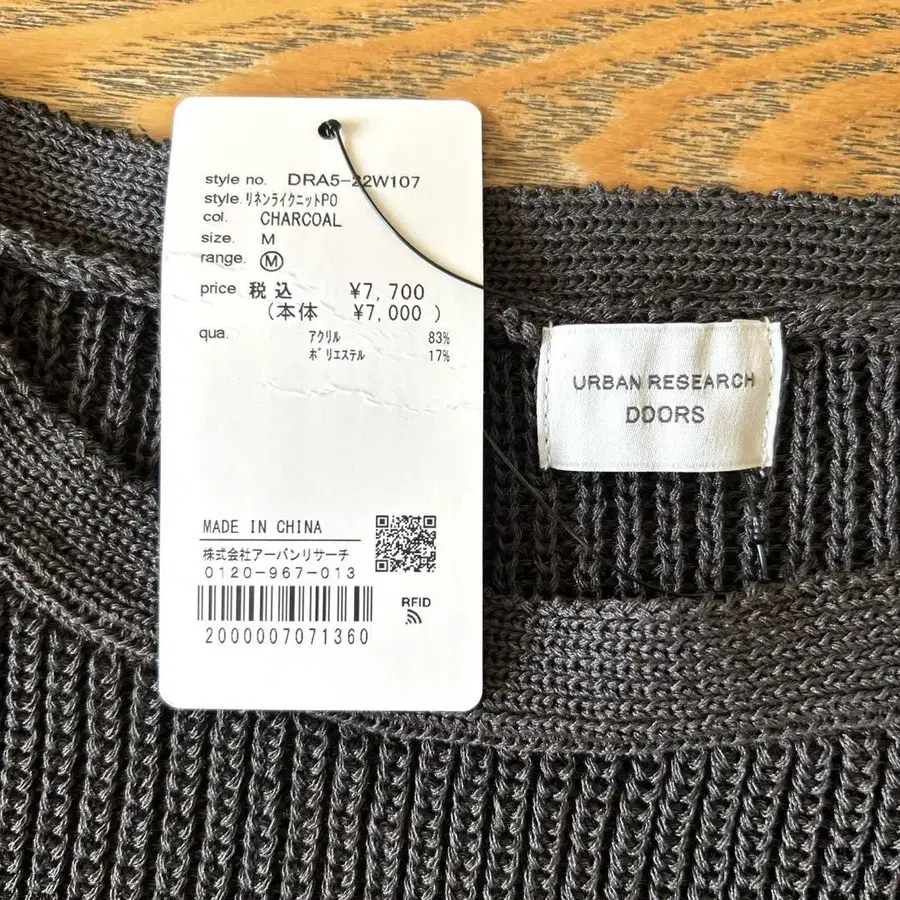 style no. DRA5-22W107
style. リネンライクニットPO
col. CHARCOAL
size. M
range. Ⓜ
price 税込 ¥7,700
(本体 ¥7,000 )
qua. アクリル 83%
ポリエステル 17%
MADE IN CHINA
株式会社アーバンリサーチ
0120-967-013
RFID
2000007071360
URBAN RESEARCH
DOORS